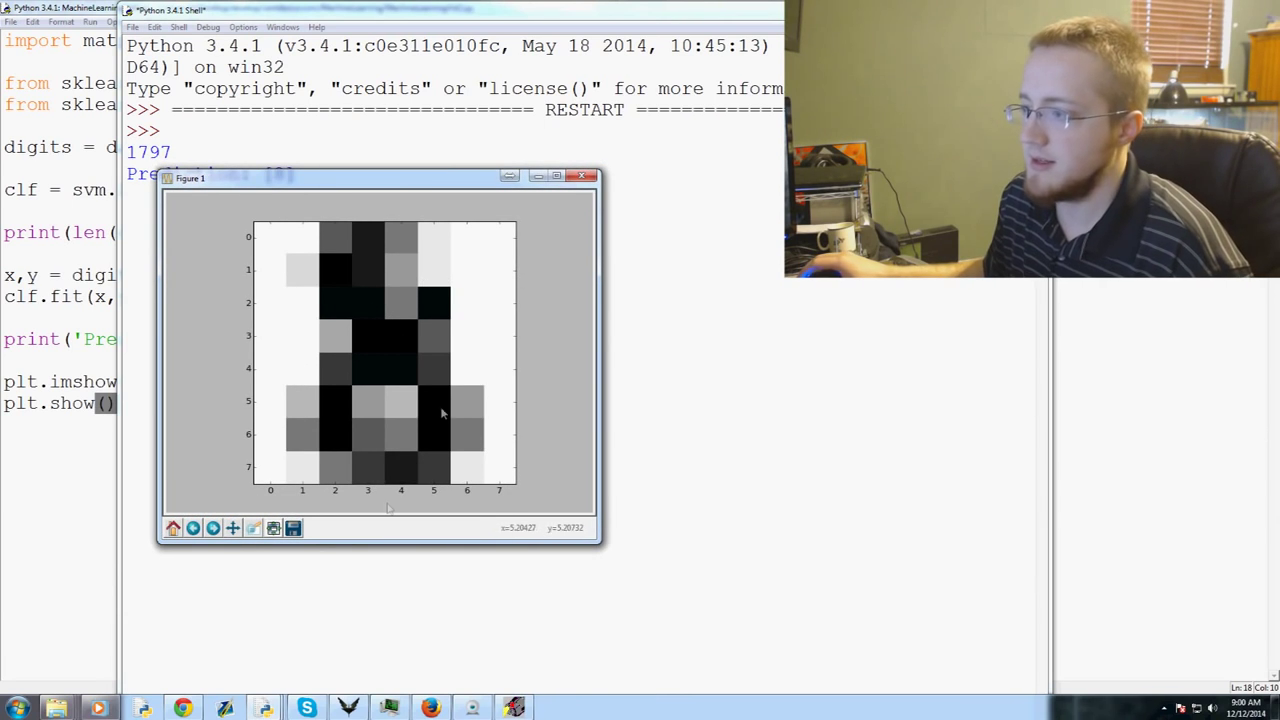 Python 3.4.1: MachineLearnin
File Edit Format Run
import mat
from sklea
from sklea
digits = d
clf = svm.
print(len(
x,y = digi
clf.fit(x,
print('Pre
plt.imshow
plt.show()
*Python 3.4.1 Shell*
File Edit Shell Debug Options Windows Help
Python 3.4.1 (v3.4.1:c0e311e010fc, May 18 2014, 10:45:13)
D64)] on win32
Type "copyright", "credits" or "license()" for more inform
>>> ================================ RESTART ==============
>>>
1797
Prediction: [8]
Figure 1
0
1
2
3
4
5
6
7
0 1 2 3 4 5 6 7
x=5.20427 y=5.20732
Ln: 18 Col: 10
9:00 AM
12/12/2014